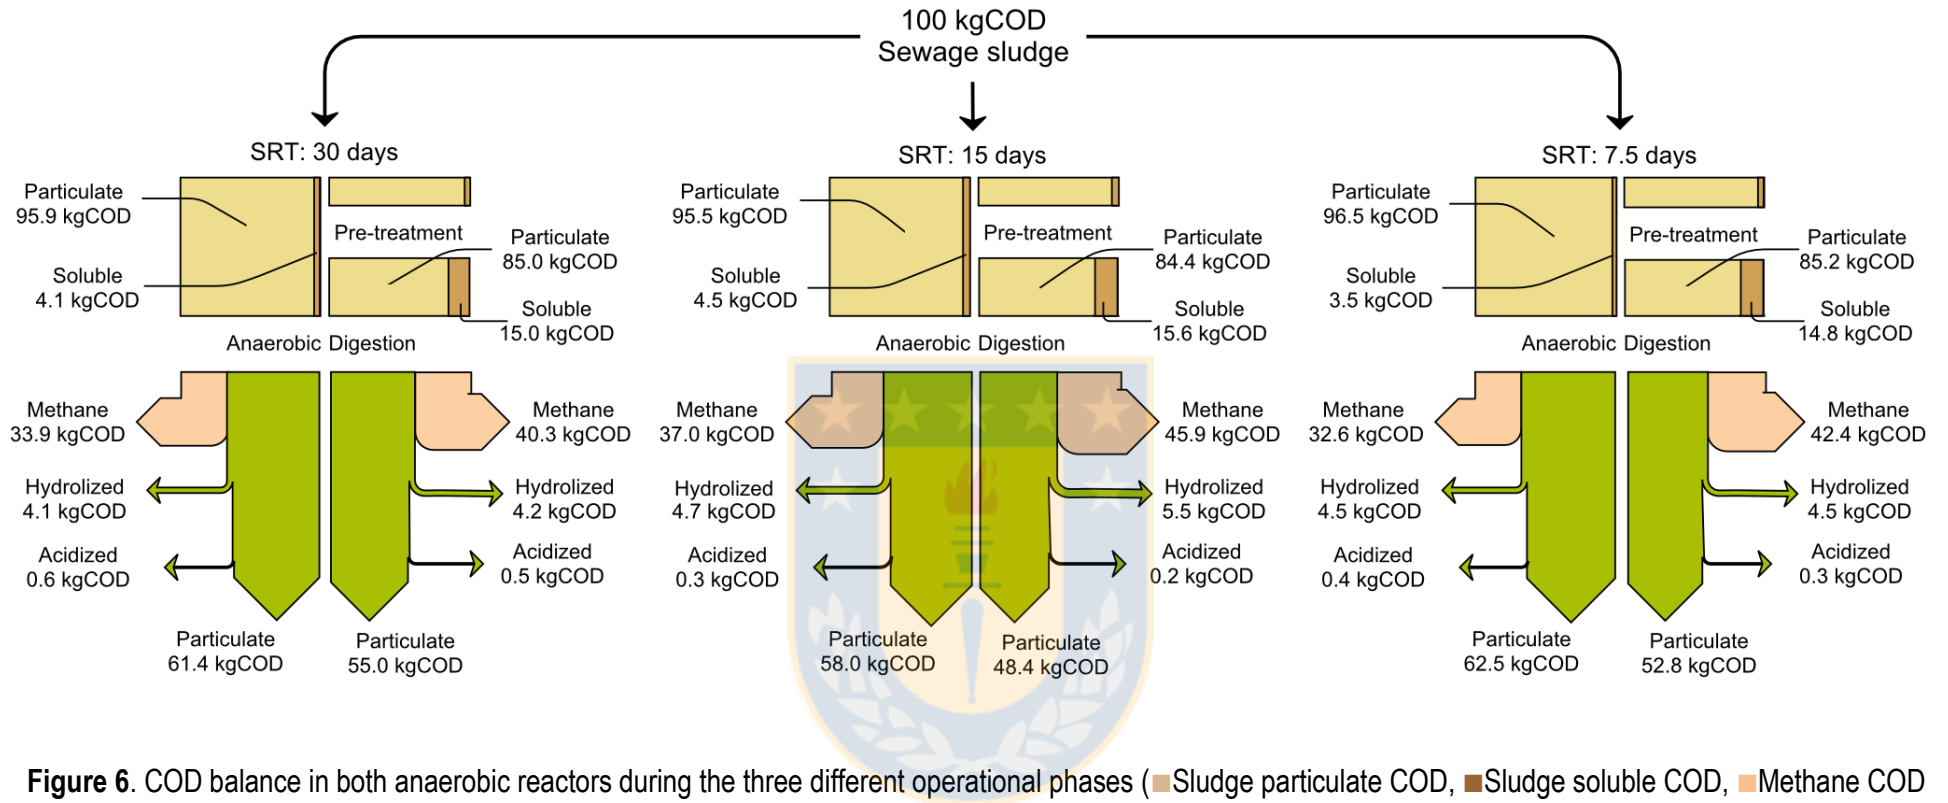 100 kgCOD
Sewage sludge
SRT: 30 days
Particulate
95.9 kgCOD
Soluble
4.1 kgCOD
Pre-treatment
Particulate
85.0 kgCOD
Soluble
15.0 kgCOD
Anaerobic Digestion
Methane
33.9 kgCOD
Methane
40.3 kgCOD
Hydrolized
4.1 kgCOD
Hydrolized
4.2 kgCOD
Acidized
0.6 kgCOD
Acidized
0.5 kgCOD
Particulate
61.4 kgCOD
Particulate
55.0 kgCOD
SRT: 15 days
Particulate
95.5 kgCOD
Soluble
4.5 kgCOD
Pre-treatment
Particulate
84.4 kgCOD
Soluble
15.6 kgCOD
Anaerobic Digestion
Methane
37.0 kgCOD
Methane
45.9 kgCOD
Hydrolized
4.7 kgCOD
Hydrolized
5.5 kgCOD
Acidized
0.3 kgCOD
Acidized
0.2 kgCOD
Particulate
58.0 kgCOD
Particulate
48.4 kgCOD
SRT: 7.5 days
Particulate
96.5 kgCOD
Soluble
3.5 kgCOD
Pre-treatment
Particulate
85.2 kgCOD
Soluble
14.8 kgCOD
Anaerobic Digestion
Methane
32.6 kgCOD
Methane
42.4 kgCOD
Hydrolized
4.5 kgCOD
Hydrolized
4.5 kgCOD
Acidized
0.4 kgCOD
Acidized
0.3 kgCOD
Particulate
62.5 kgCOD
Particulate
52.8 kgCOD
Figure 6. COD balance in both anaerobic reactors during the three different operational phases (Sludge particulate COD, Sludge soluble COD, Methane COD